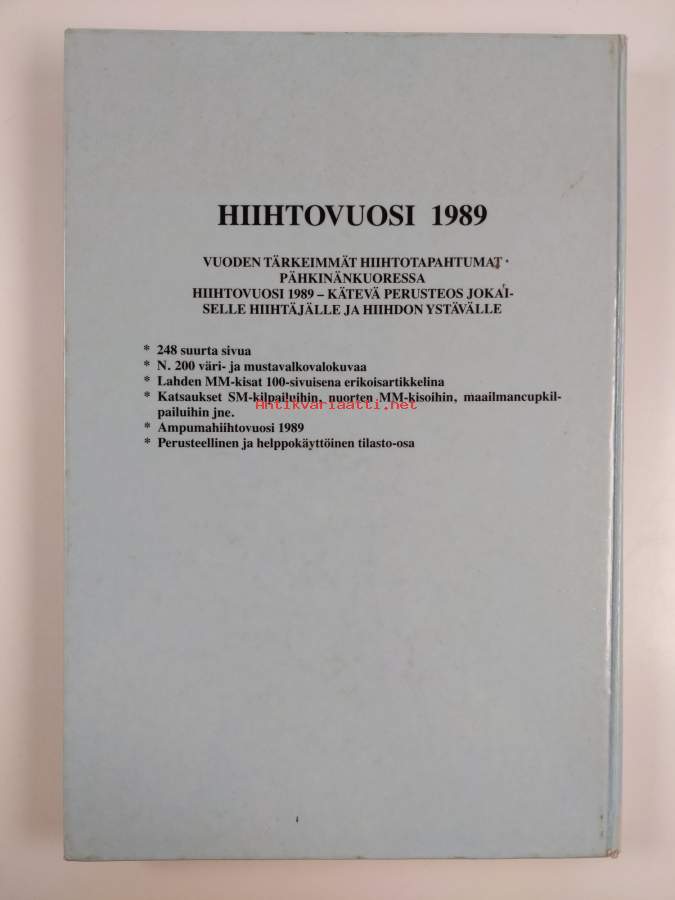 HIIHTOVUOSI 1989
VUODEN TÄRKEIMMÄT HIIHTOTAPAHTUMAT
PÄHKINÄNKUORESSA
HIIHTOVUOSI 1989 – KÄTEVÄ PERUSTEOS JOKAI-
SELLE HIIHTÄJÄLLE JA HIIHDON YSTÄVÄLLE
* 248 suurta sivua
* N. 200 väri- ja mustavalkovalokuvaa
* Lahden MM-kisat 100-sivuisena erikoisartikkelina
* Katsaukset SM-kilpailuihin, nuorten MM-kisoihin, maailmancupkil-
pailuihin jne.
Antikvariaatti.net
* Ampumahiihtovuosi 1989
* Perusteellinen ja helppokäyttöinen tilasto-osa